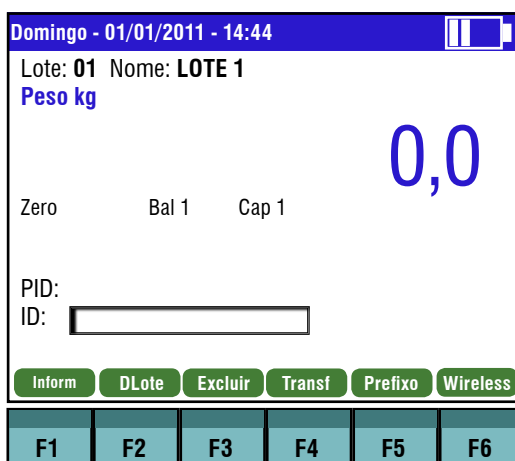 Domingo - 01/01/2011 - 14:44
Lote: 01 Nome: LOTE 1
Peso kg
0,0
Zero Bal 1 Cap 1
PID:
ID:
Inform DLote Excluir Transf Prefixo Wireless
F1 F2 F3 F4 F5 F6